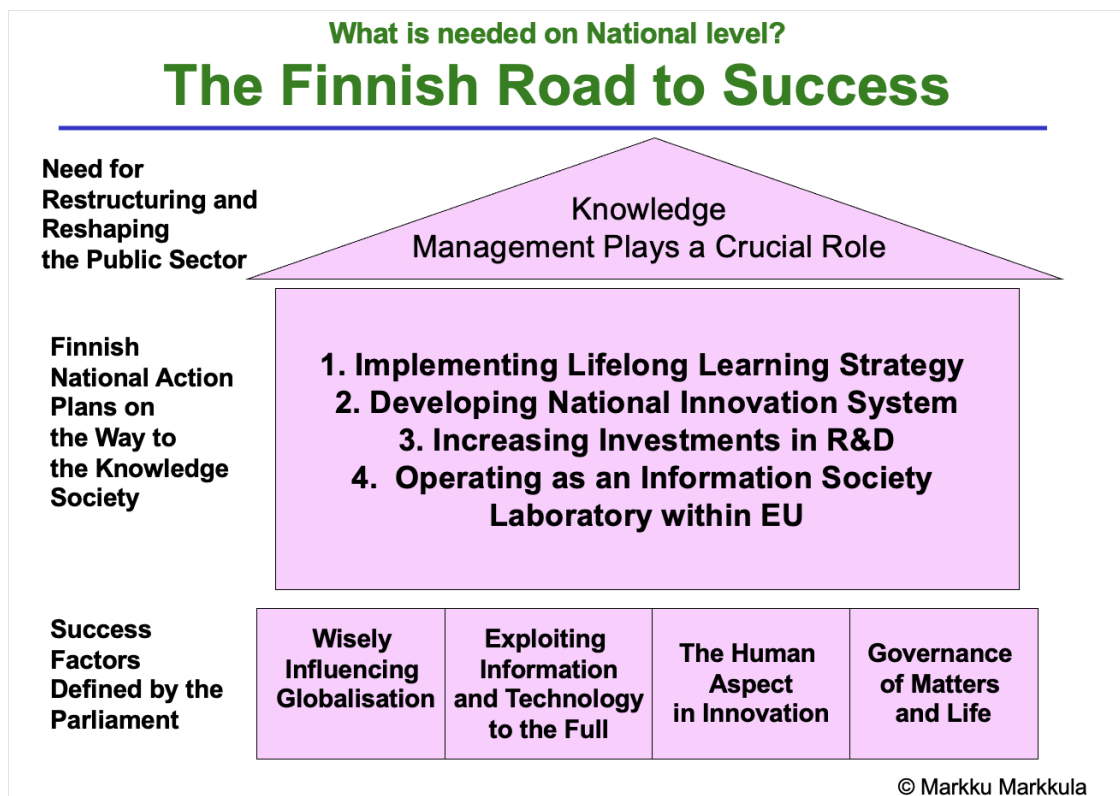 What is needed on National level?
The Finnish Road to Success
Need for
Restructuring and
Reshaping
the Public Sector
Knowledge
Management Plays a Crucial Role
Finnish
National Action
Plans on
the Way to
the Knowledge
Society
1. Implementing Lifelong Learning Strategy
2. Developing National Innovation System
3. Increasing Investments in R&D
4. Operating as an Information Society
Laboratory within EU
Success
Factors
Defined by the
Parliament
Wisely
Influencing
Globalisation
Exploiting
Information
and Technology
to the Full
The Human
Aspect
in Innovation
Governance
of Matters
and Life
© Markku Markkula